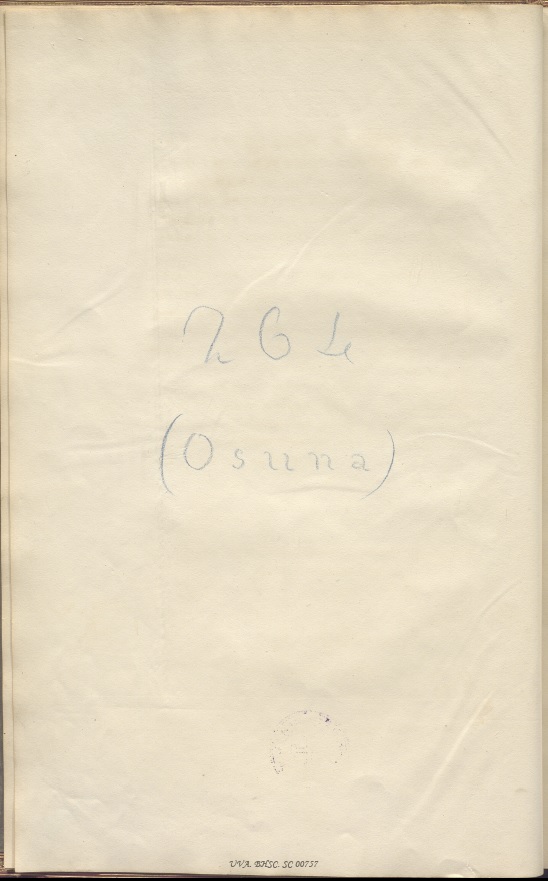 264
(Osuna)
UVA. BHSC. SC 00757